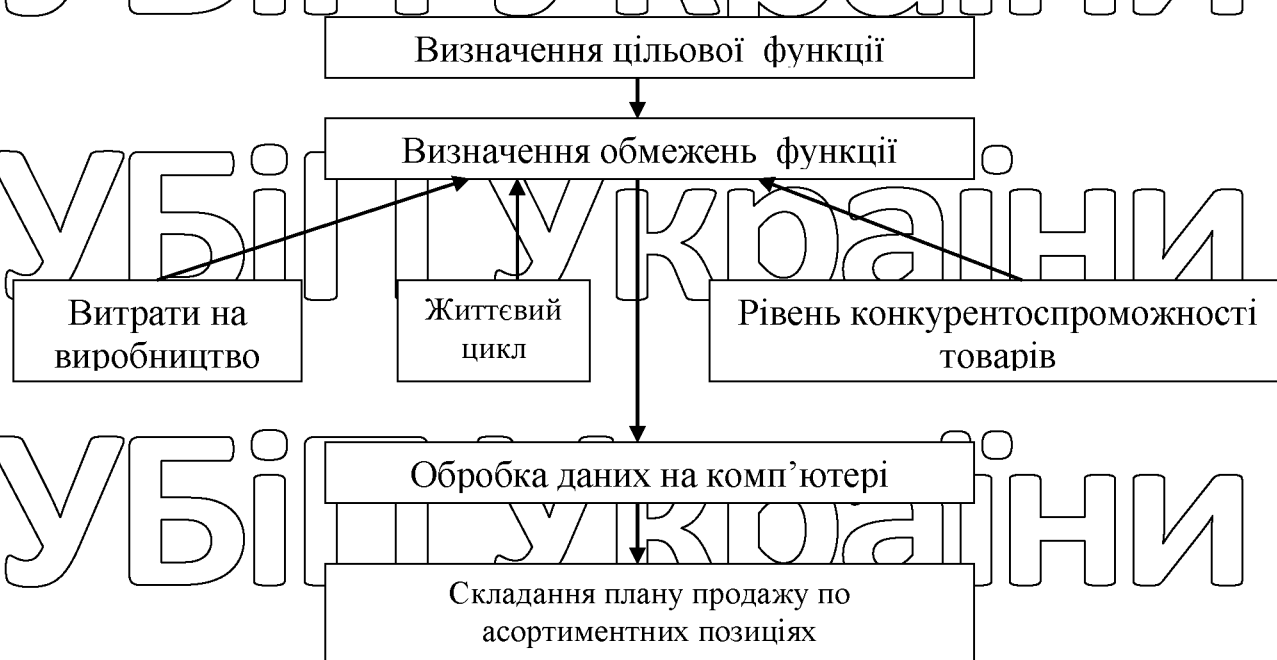 Визначення цільової функції
Визначення обмежень функції
Витрати на
виробництво
Життєвий
цикл
Рівень конкурентоспроможності
товарів
Обробка даних на комп’ютері
Складання плану продажу по
асортиментних позиціях
УБіП України
УБіП України